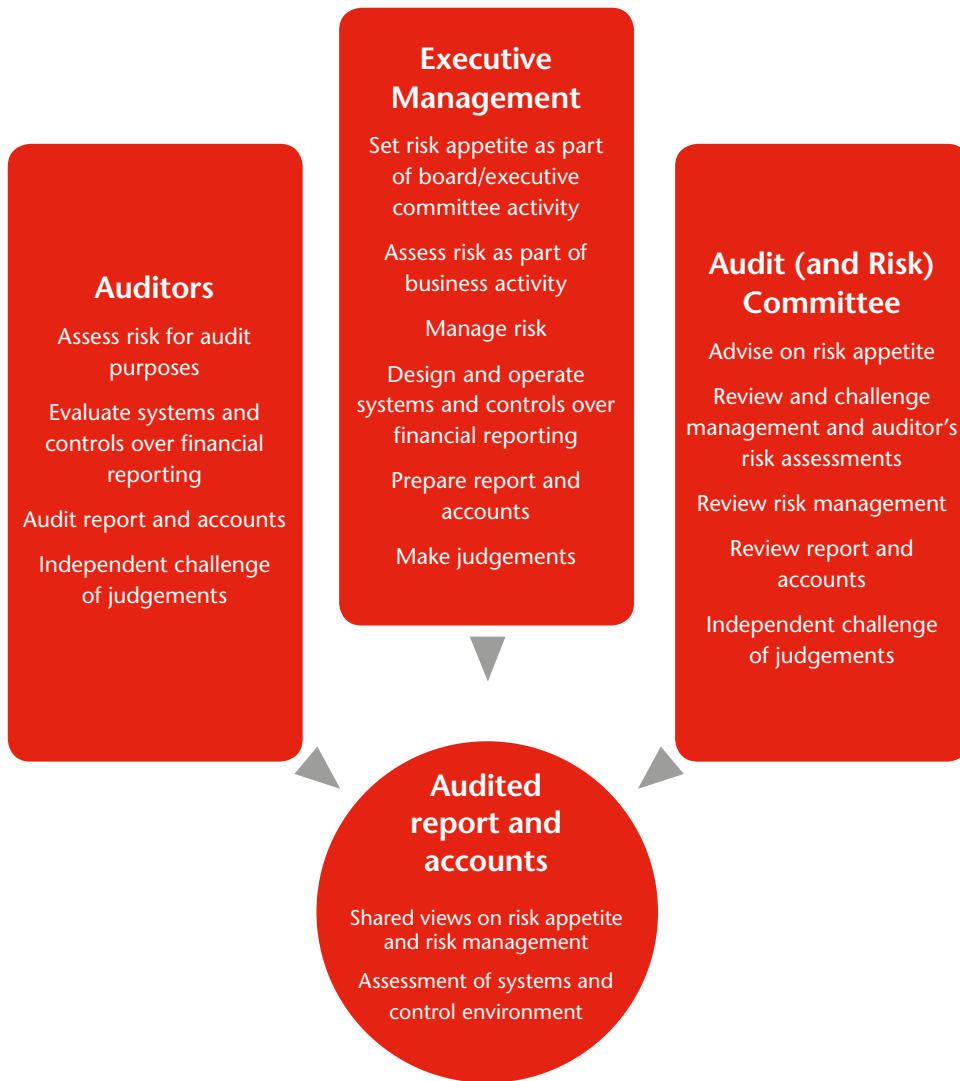 Auditors
Assess risk for audit
purposes
Evaluate systems and
controls over financial
reporting
Audit report and accounts
Independent challenge
of judgements
Executive
Management
Set risk appetite as part
of board/executive
committee activity
Assess risk as part of
business activity
Manage risk
Design and operate
systems and controls over
financial reporting
Prepare report and
accounts
Make judgements
Audit (and Risk)
Committee
Advise on risk appetite
Review and challenge
management and auditor’s
risk assessments
Review risk management
Review report and
accounts
Independent challenge
of judgements
Audited
report and
accounts
Shared views on risk appetite
and risk management
Assessment of systems and
control environment